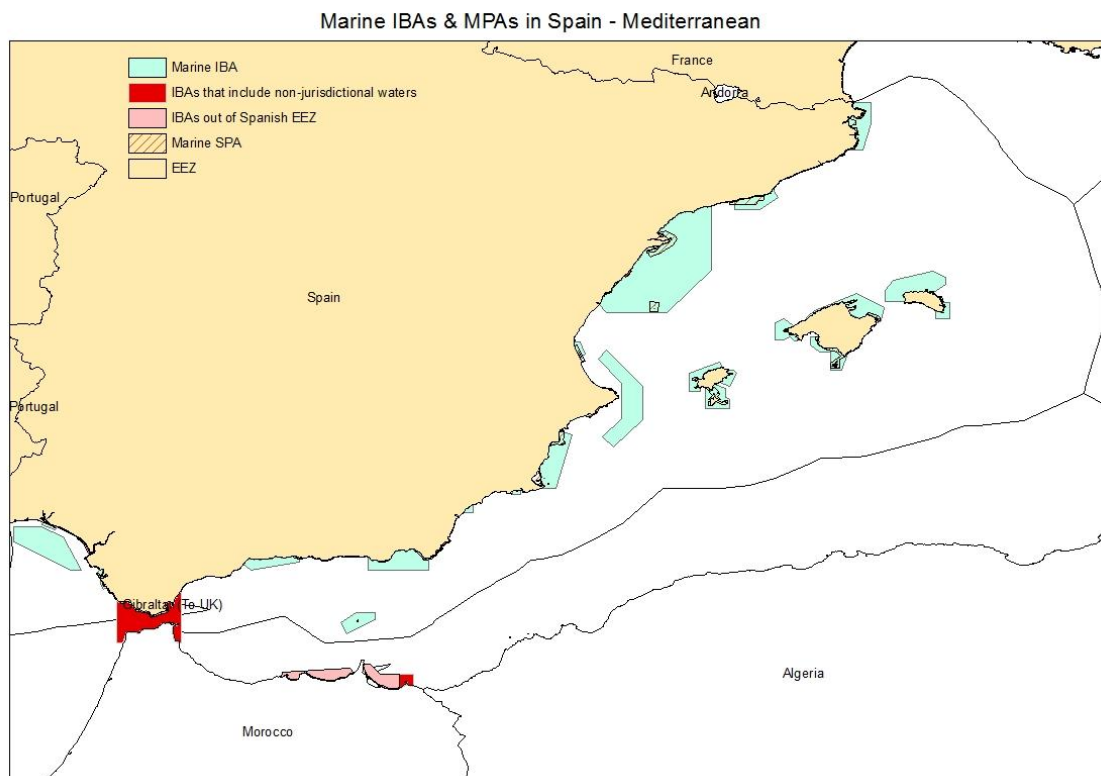 Marine IBAs & MPAs in Spain - Mediterranean
Marine IBA
IBAs that include non-jurisdictional waters
IBAs out of Spanish EEZ
Marine SPA
EEZ
France
Andorra
Portugal
Spain
Portugal
Gibraltar (To UK)
Algeria
Morocco